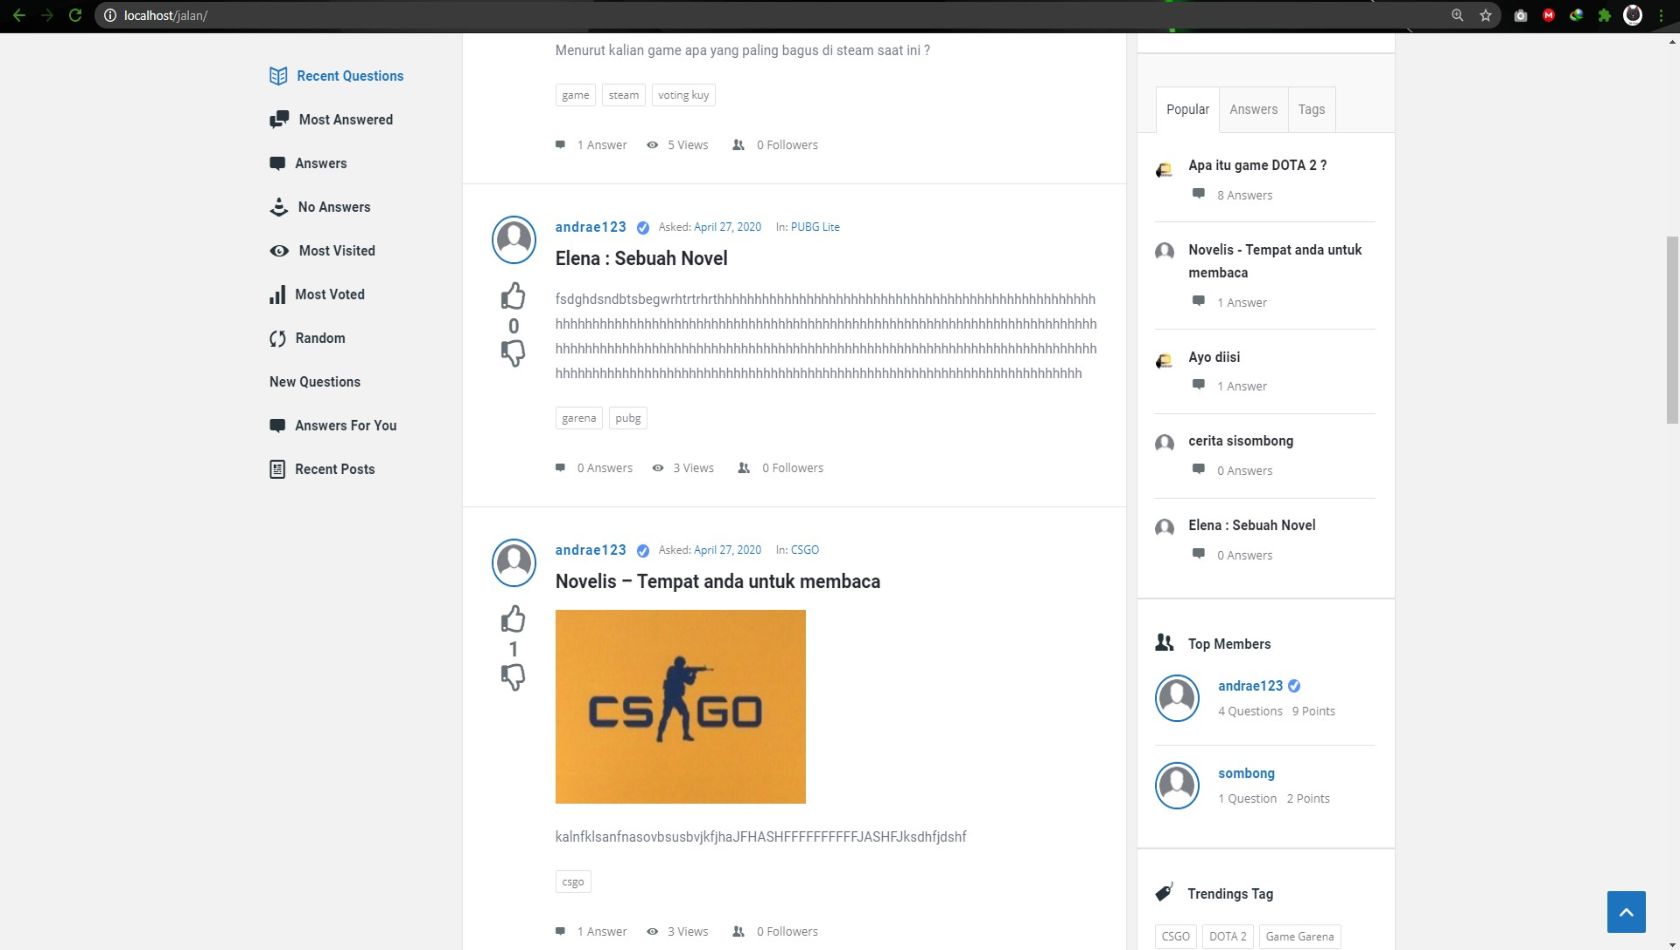 localhost/jalan/
Recent Questions
Most Answered
Answers
No Answers
Most Visited
Most Voted
Random
New Questions
Answers For You
Recent Posts
Menurut kalian game apa yang paling bagus di steam saat ini ?
game steam voting kuy
1 Answer 5 Views 0 Followers
andrae123 Asked: April 27, 2020 In: PUBG Lite
Elena : Sebuah Novel
0
fsdghdsndbtsbegwrhtrtrhrthhhhhhhhhhhhhhhhhhhhhhhhhhhhhhhhhhhhhhhhhhhhhhhhhhh
hhhhhhhhhhhhhhhhhhhhhhhhhhhhhhhhhhhhhhhhhhhhhhhhhhhhhhhhhhhhhhhhhhhhhhhhh
hhhhhhhhhhhhhhhhhhhhhhhhhhhhhhhhhhhhhhhhhhhhhhhhhhhhhhhhhhhhhhhhhhhhhhhhh
hhhhhhhhhhhhhhhhhhhhhhhhhhhhhhhhhhhhhhhhhhhhhhhhhhhhhhhhhhhhhhhhhhhhhhh
garena pubg
0 Answers 3 Views 0 Followers
andrae123 Asked: April 27, 2020 In: CSGO
Novelis – Tempat anda untuk membaca
1
CS GO
kalnfklsanfnasovbsusbvjkfjhaJFHASHFFFFFFFFFFJASHFJksdhfjdshf
csgo
1 Answer 3 Views 0 Followers
Popular Answers Tags
Apa itu game DOTA 2 ?
8 Answers
Novelis - Tempat anda untuk
membaca
1 Answer
Ayo diisi
1 Answer
cerita sisombong
0 Answers
Elena : Sebuah Novel
0 Answers
Top Members
andrae123
4 Questions 9 Points
sombong
1 Question 2 Points
Trendings Tag
CSGO DOTA 2 Game Garena